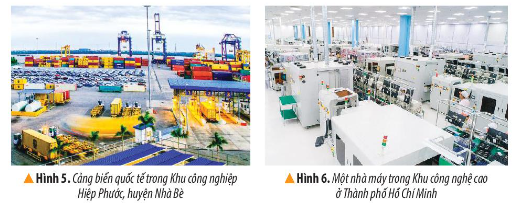 Hình 5. Cảng biển quốc tế trong Khu công nghiệp
Hiệp Phước, huyện Nhà Bè
Hình 6. Một nhà máy trong Khu công nghệ cao
ở Thành phố Hồ Chí Minh